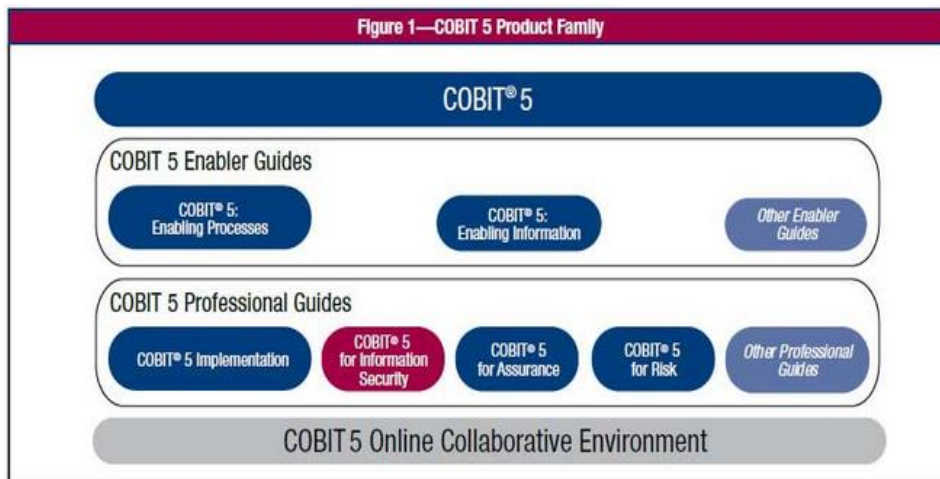 Figure 1—COBIT 5 Product Family
COBIT® 5
COBIT 5 Enabler Guides
COBIT® 5:
Enabling Processes
COBIT® 5:
Enabling Information
Other Enabler
Guides
COBIT 5 Professional Guides
COBIT® 5 Implementation
COBIT® 5
for Information
Security
COBIT® 5
for Assurance
COBIT® 5
for Risk
Other Professional
Guides
COBIT 5 Online Collaborative Environment